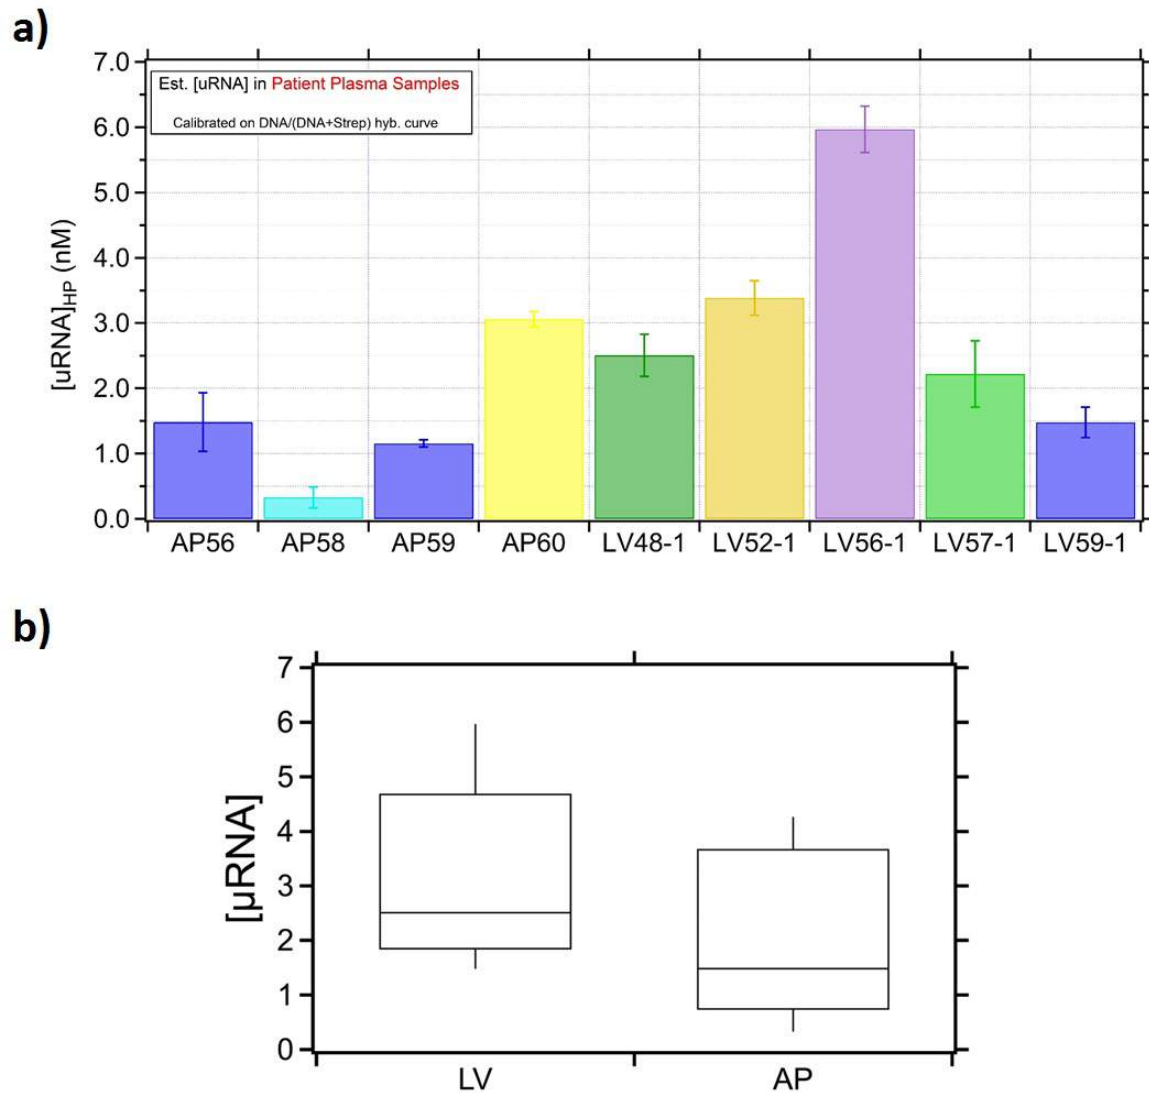 a)
7.0
6.0
5.0
4.0
3.0
2.0
1.0
0.0
[uRNA]HP (nM)
Est. [uRNA] in Patient Plasma Samples
Calibrated on DNA/(DNA+Strep) hyb. curve
AP56 AP58 AP59 AP60 LV48-1 LV52-1 LV56-1 LV57-1 LV59-1
b)
7
6
5
4
3
2
1
0
[μRNA]
LV AP